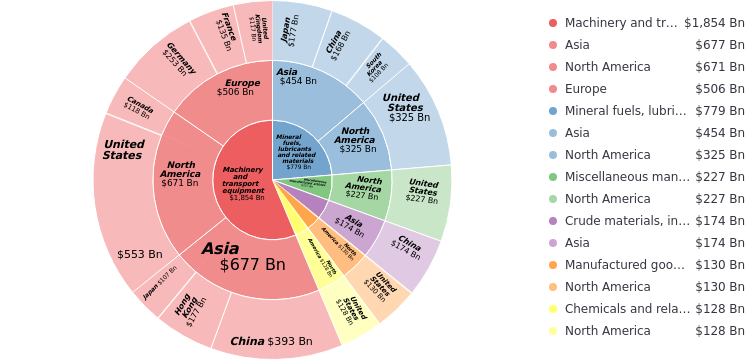 Japan
$177 Bn
China
$168 Bn
South
Korea
$108 Bn
United
States
$325 Bn
Asia
$454 Bn
North
America
$325 Bn
Mineral
fuels,
lubricants
and related
materials
$779 Bn
United
Kingdom
$117 Bn
France
$135 Bn
Germany
$253 Bn
Europe
$506 Bn
Canada
$118 Bn
United
States
$553 Bn
North
America
$671 Bn
Machinery
and
transport
equipment
$1,854 Bn
Asia
$677 Bn
Japan $107 Bn
Hong
Kong
$177 Bn
China $393 Bn
North
America
$227 Bn
United
States
$227 Bn
Asia
$174 Bn
China
$174 Bn
North
America
$130 Bn
United
States
$130 Bn
North
America
$128 Bn
United
States
$128 Bn
Machinery and tr... $1,854 Bn
Asia $677 Bn
North America $671 Bn
Europe $506 Bn
Mineral fuels, lubri... $779 Bn
Asia $454 Bn
North America $325 Bn
Miscellaneous man... $227 Bn
North America $227 Bn
Crude materials, in... $174 Bn
Asia $174 Bn
Manufactured goo... $130 Bn
North America $130 Bn
Chemicals and rela... $128 Bn
North America $128 Bn